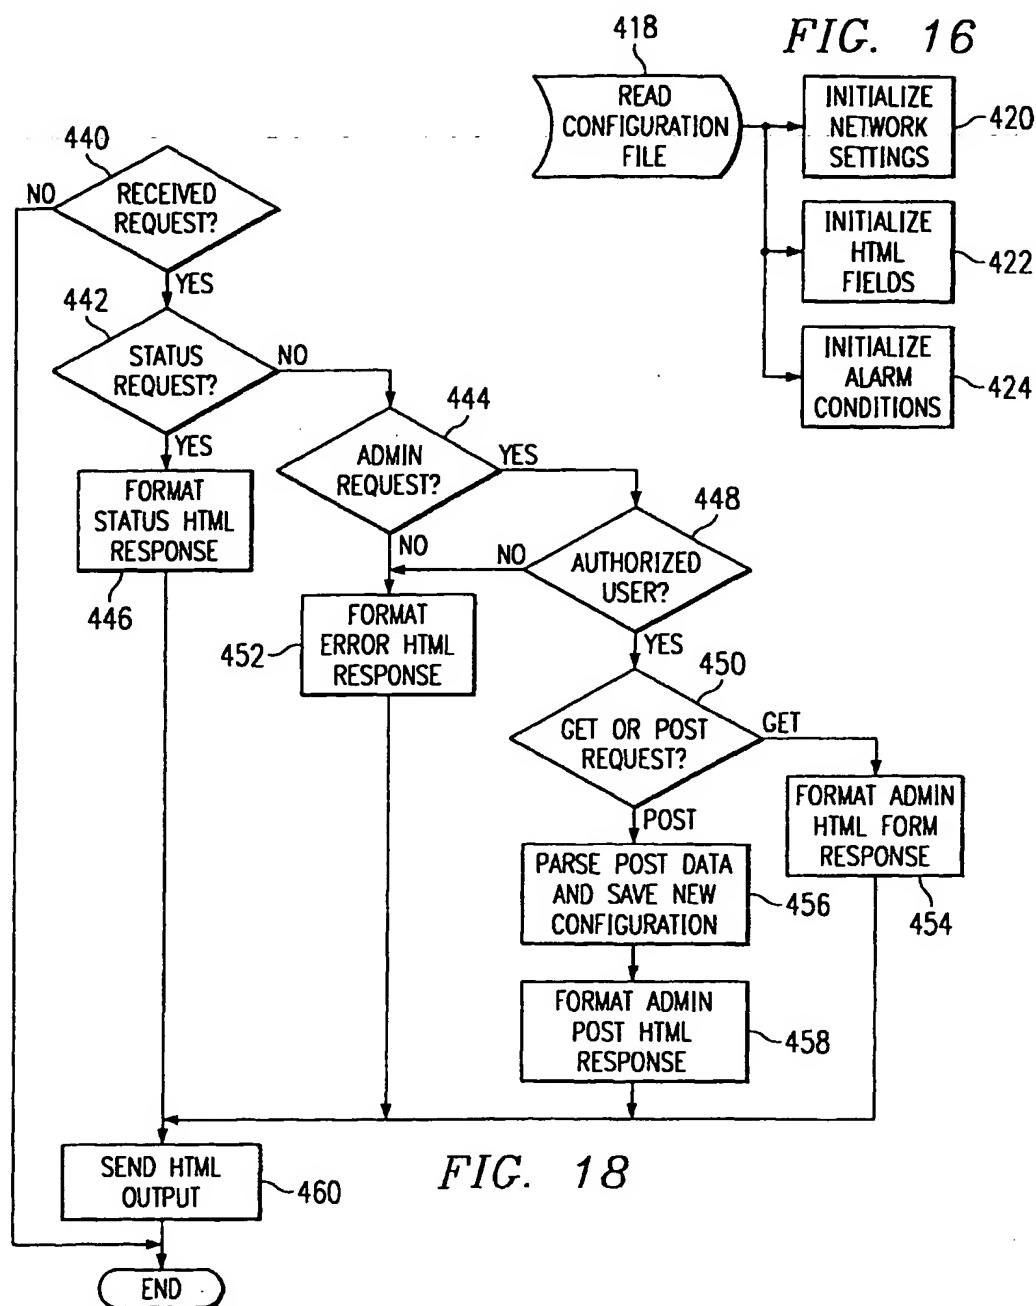 FIG. 16
418
READ
CONFIGURATION
FILE
INITIALIZE
NETWORK
SETTINGS
420
INITIALIZE
HTML
FIELDS
422
INITIALIZE
ALARM
CONDITIONS
424
440
NO
RECEIVED
REQUEST?
YES
442
STATUS
REQUEST?
NO
YES
444
ADMIN
REQUEST?
YES
NO
FORMAT
STATUS HTML
RESPONSE
446
448
AUTHORIZED
USER?
NO
YES
FORMAT
ERROR HTML
RESPONSE
452
450
GET OR POST
REQUEST?
GET
POST
FORMAT ADMIN
HTML FORM
RESPONSE
454
PARSE POST DATA
AND SAVE NEW
CONFIGURATION
456
FORMAT ADMIN
POST HTML
RESPONSE
458
SEND HTML
OUTPUT
460
FIG. 18
END